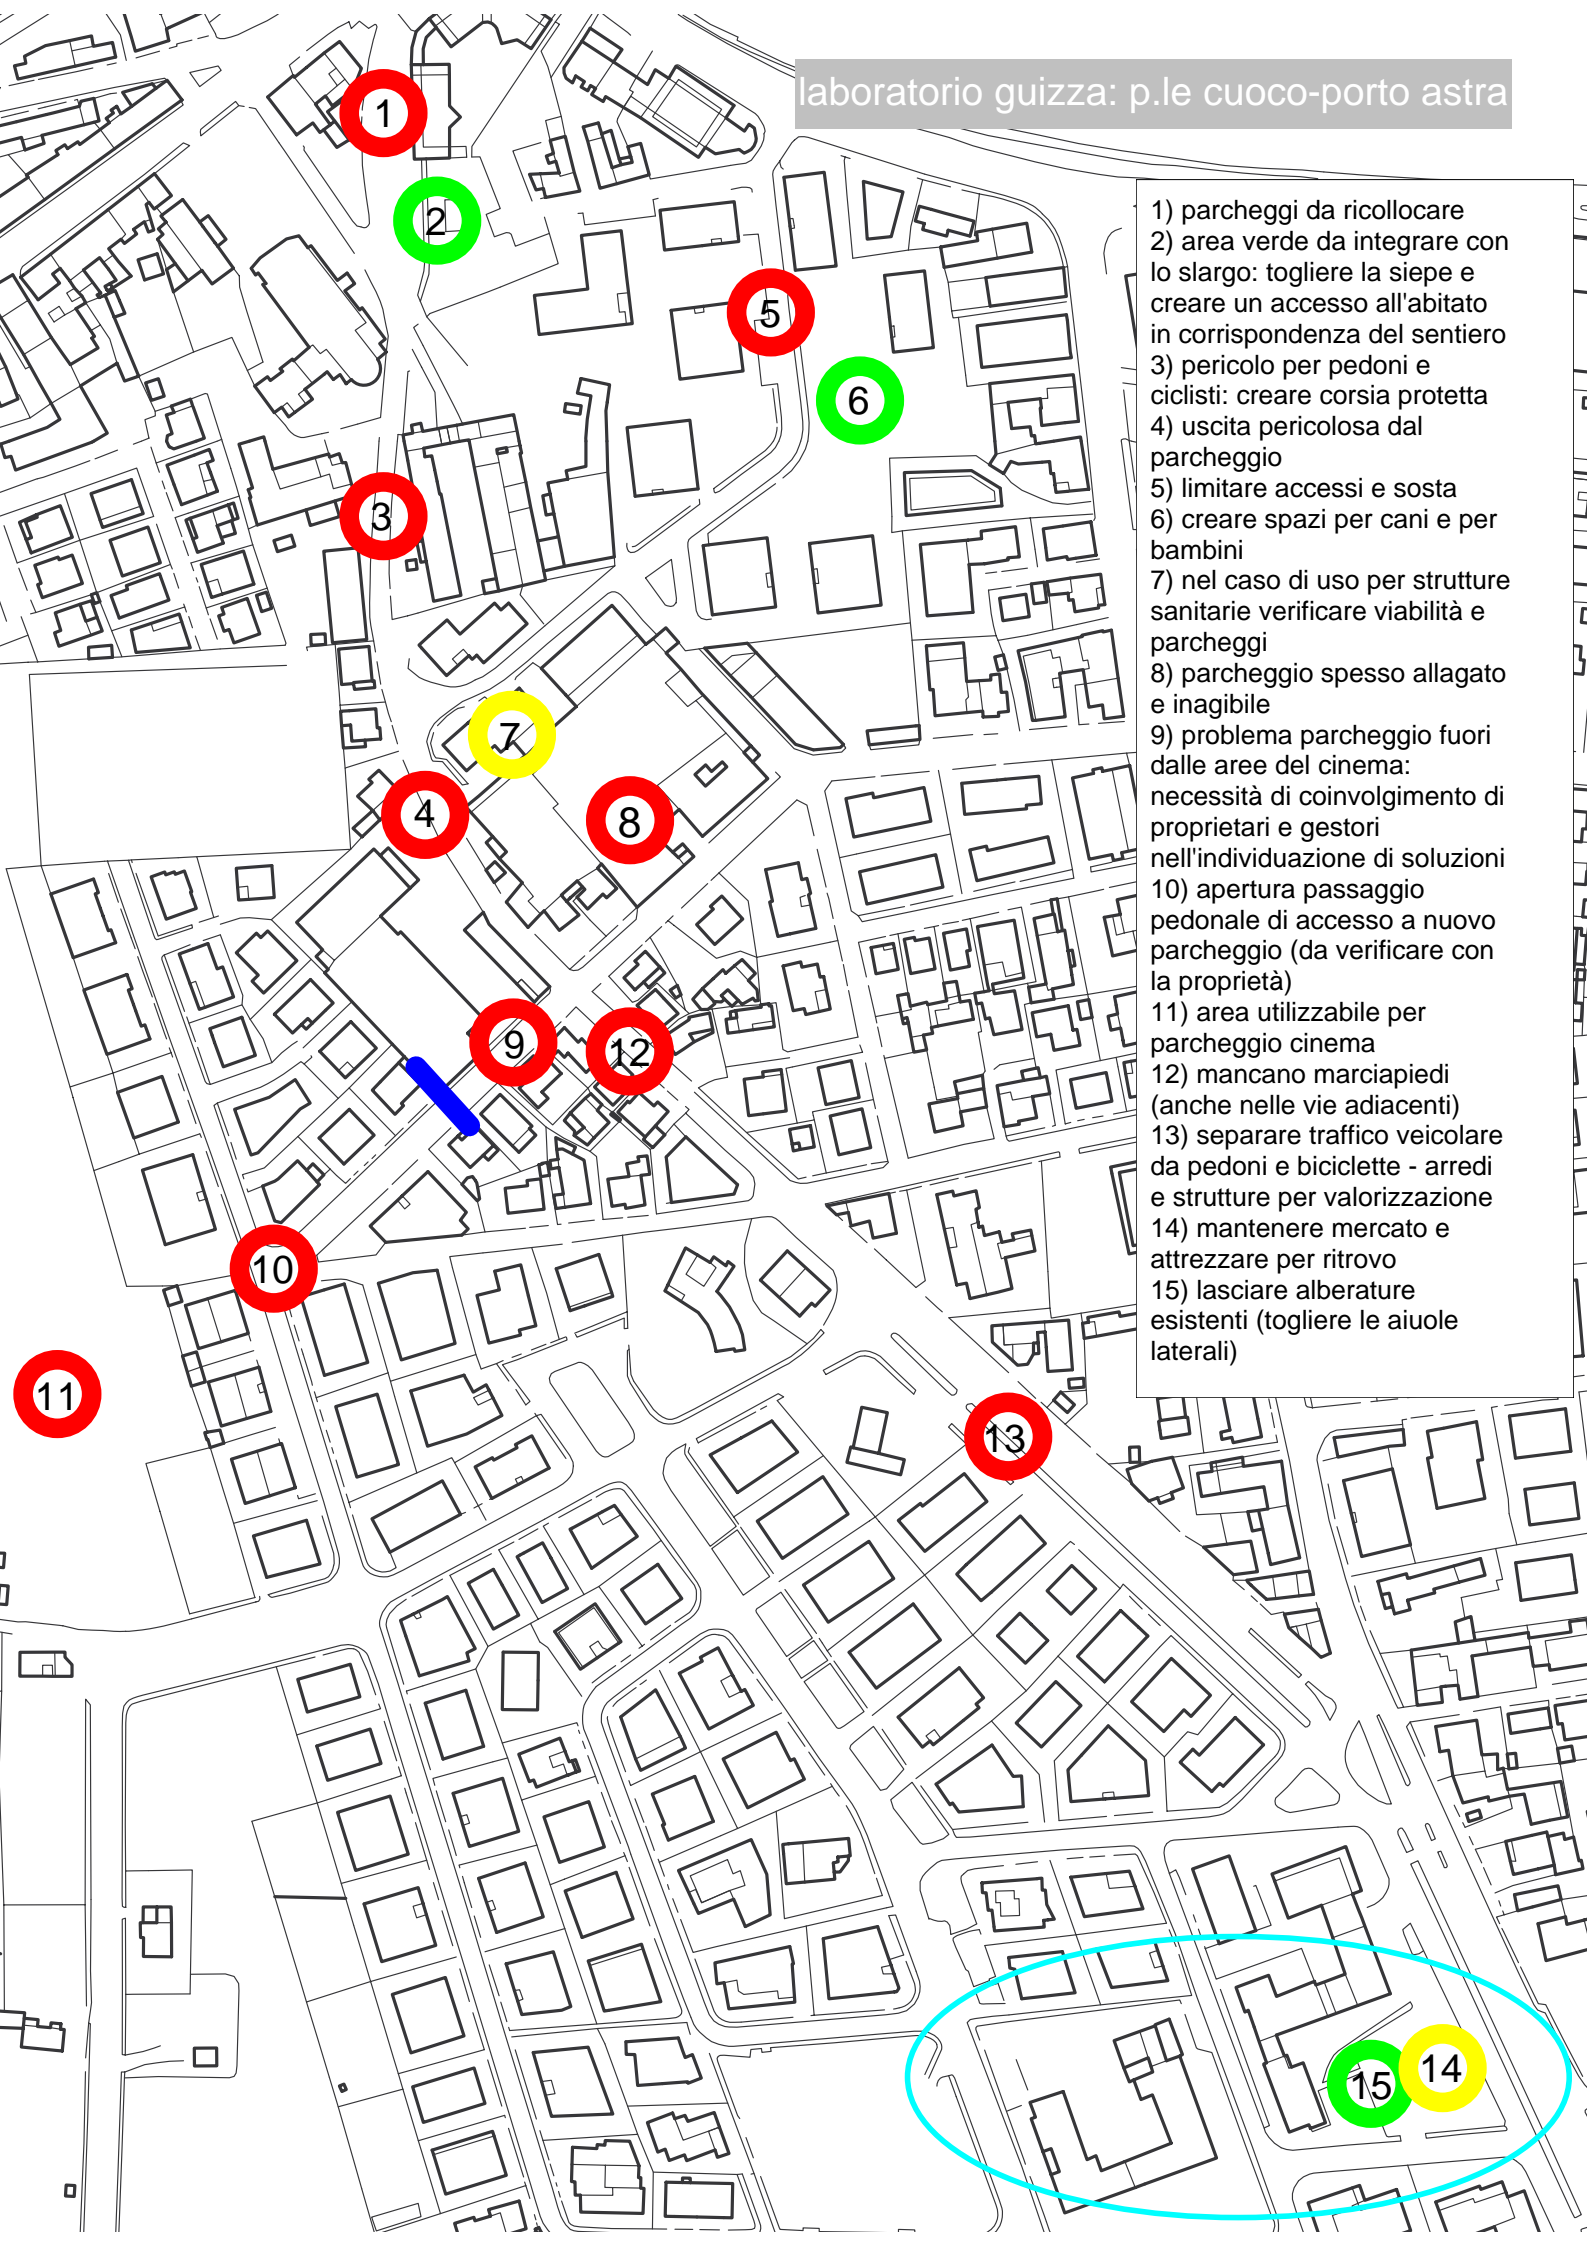 laboratorio guizza: p.le cuoco-porto astra
1) parcheggi da ricollocare
2) area verde da integrare con
lo slargo: togliere la siepe e
creare un accesso all'abitato
in corrispondenza del sentiero
3) pericolo per pedoni e
ciclisti: creare corsia protetta
4) uscita pericolosa dal
parcheggio
5) limitare accessi e sosta
6) creare spazi per cani e per
bambini
7) nel caso di uso per strutture
sanitarie verificare viabilità e
parcheggi
8) parcheggio spesso allagato
e inagibile
9) problema parcheggio fuori
dalle aree del cinema:
necessità di coinvolgimento di
proprietari e gestori
nell'individuazione di soluzioni
10) apertura passaggio
pedonale di accesso a nuovo
parcheggio (da verificare con
la proprietà)
11) area utilizzabile per
parcheggio cinema
12) mancano marciapiedi
(anche nelle vie adiacenti)
13) separare traffico veicolare
da pedoni e biciclette - arredi
e strutture per valorizzazione
14) mantenere mercato e
attrezzare per ritrovo
15) lasciare alberature
esistenti (togliere le aiuole
laterali)
1
2
5
6
3
7
4
8
9
12
10
11
13
14
15